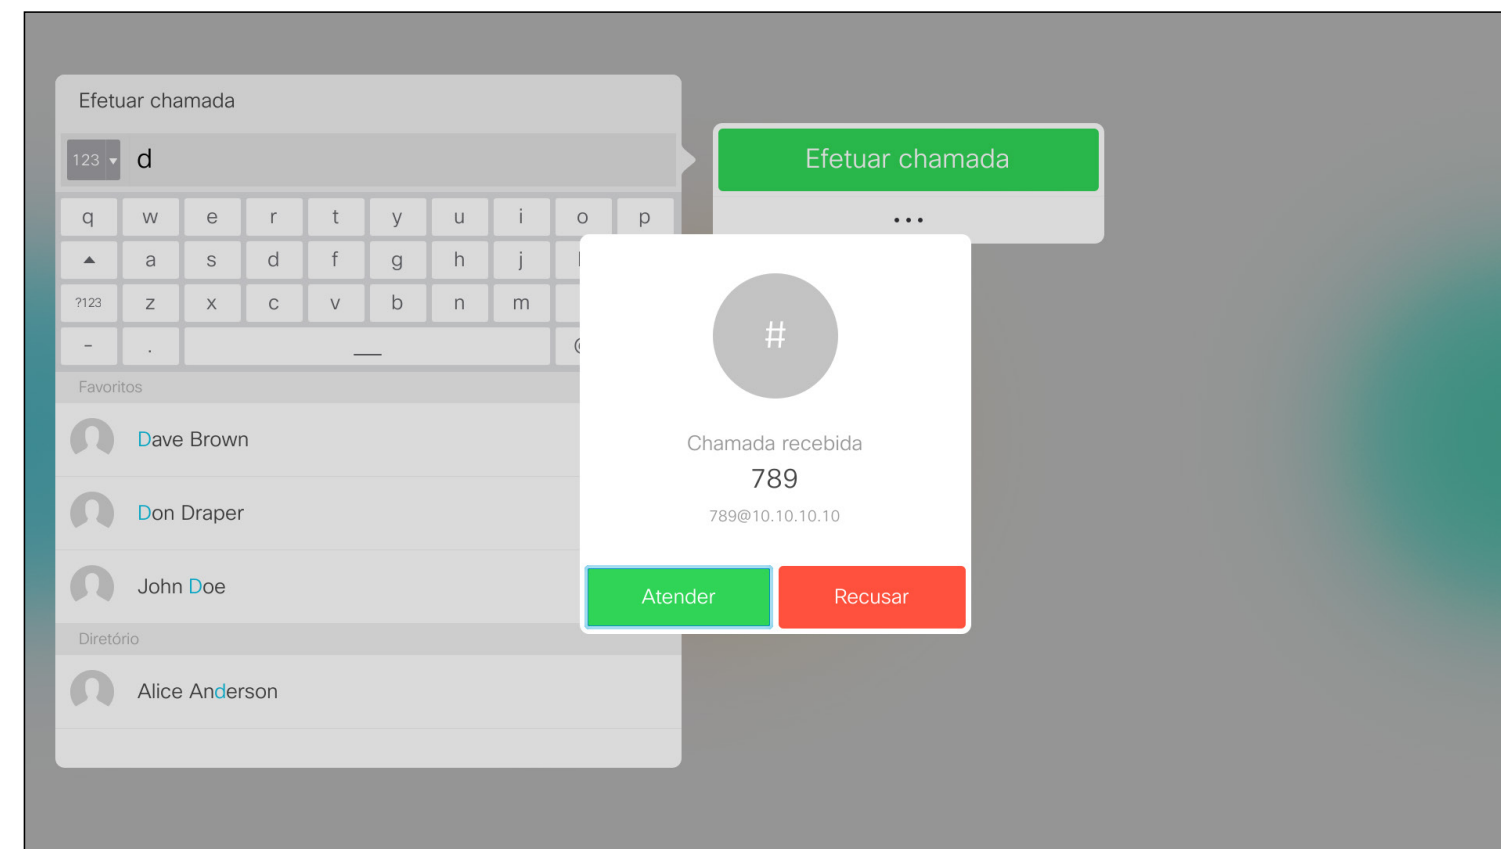 Efetuar chamada
123 d
Efetuar chamada
...
q w e r t y u i o p
a s d f g h j
?123 z x c v b n m
- . _
Favoritos
Dave Brown
Don Draper
John Doe
Diretório
Alice Anderson
#
Chamada recebida
789
789@10.10.10.10
Atender Recusar